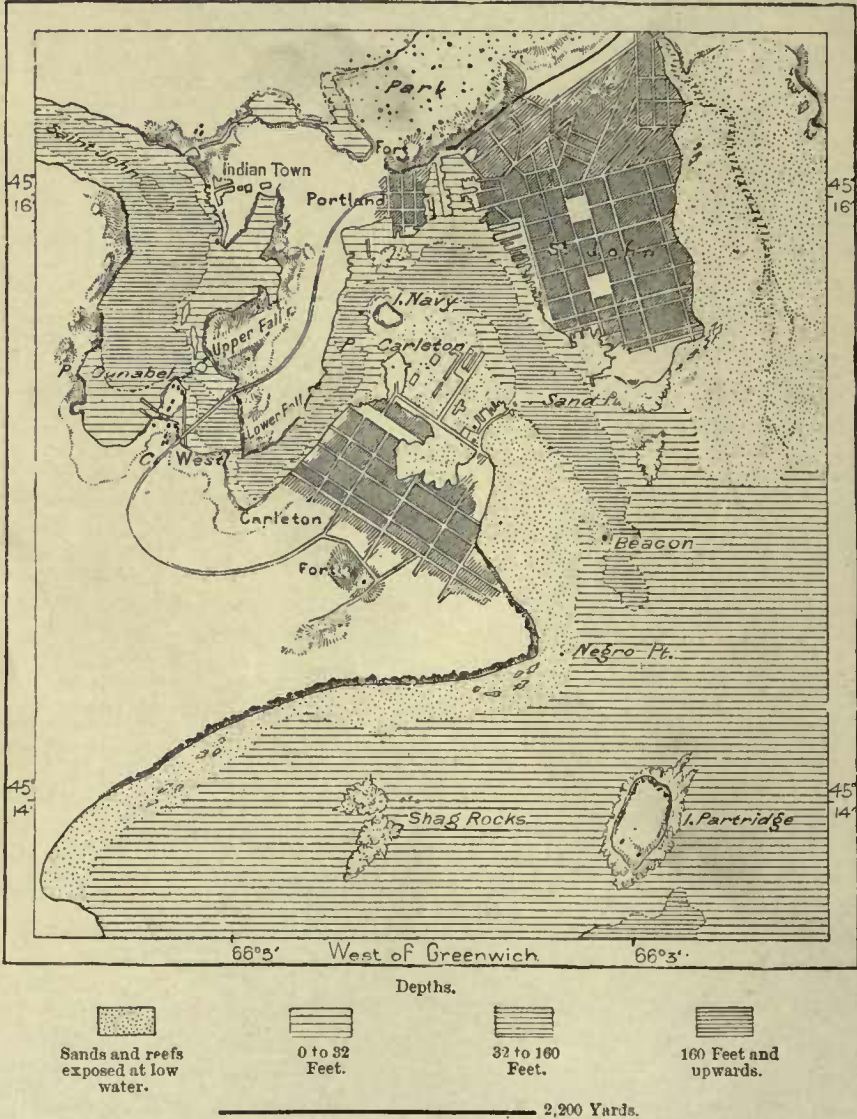 Park
Saint John
Fort
Indian Town
45°
16'
45°
16'
Portland
St. John
I. Navy
Upper Fall
P. Carleton
P.
Dunabel
Lower Fall
Sand P.
C. West
Carleton
Beacon
Fort
Negro Pt.
45°
14'
45°
14'
Shag Rocks
I. Partridge
66°5'
West of Greenwich
66°3'
Depths.
Sands and reefs
exposed at low
water.
0 to 32
Feet.
32 to 160
Feet.
160 Feet and
upwards.
2,200 Yards.